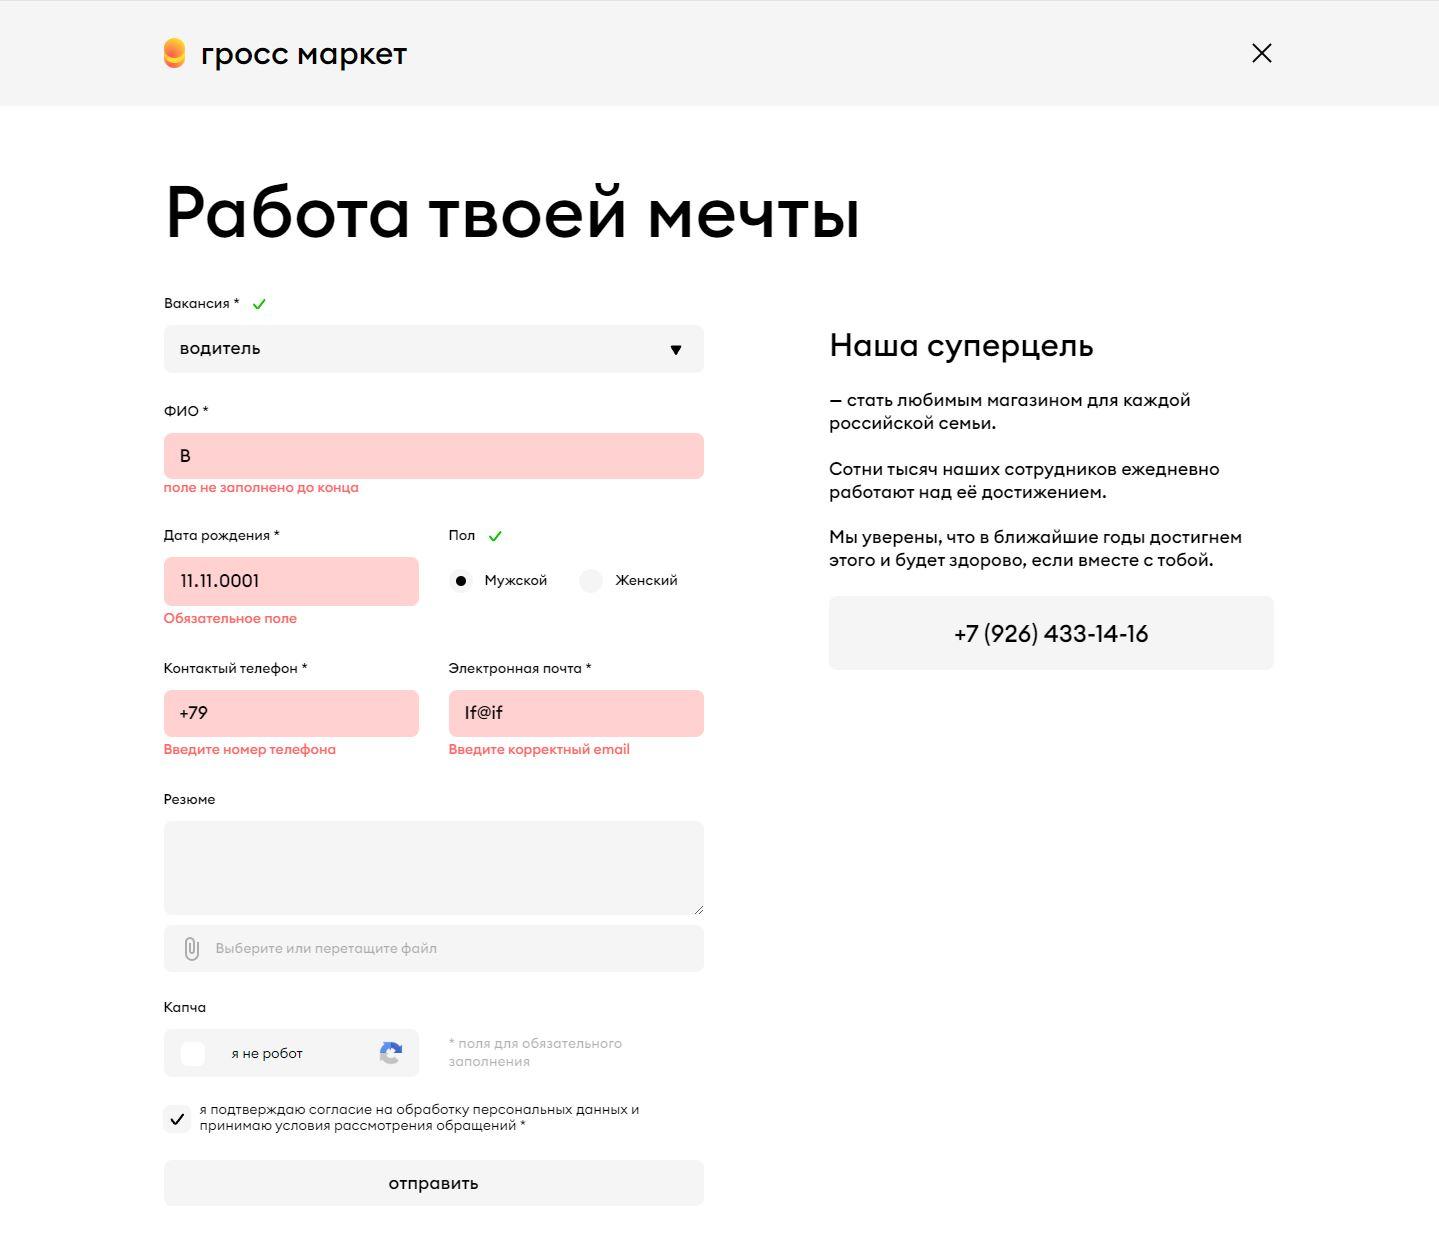 гросс маркет
Работа твоей мечты
Вакансия *
водитель
ФИО *
В
поле не заполнено до конца
Дата рождения *
Пол
11.11.0001
Мужской
Женский
Обязательное поле
Контактый телефон *
Электронная почта *
+79
If@if
Введите номер телефона
Введите корректный email
Резюме
Выберите или перетащите файл
Капча
я не робот
* поля для обязательного
заполнения
я подтверждаю согласие на обработку персональных данных и
принимаю условия рассмотрения обращений *
отправить
Наша суперцель
— стать любимым магазином для каждой
российской семьи.
Сотни тысяч наших сотрудников ежедневно
работают над её достижением.
Мы уверены, что в ближайшие годы достигнем
этого и будет здорово, если вместе с тобой.
+7 (926) 433-14-16